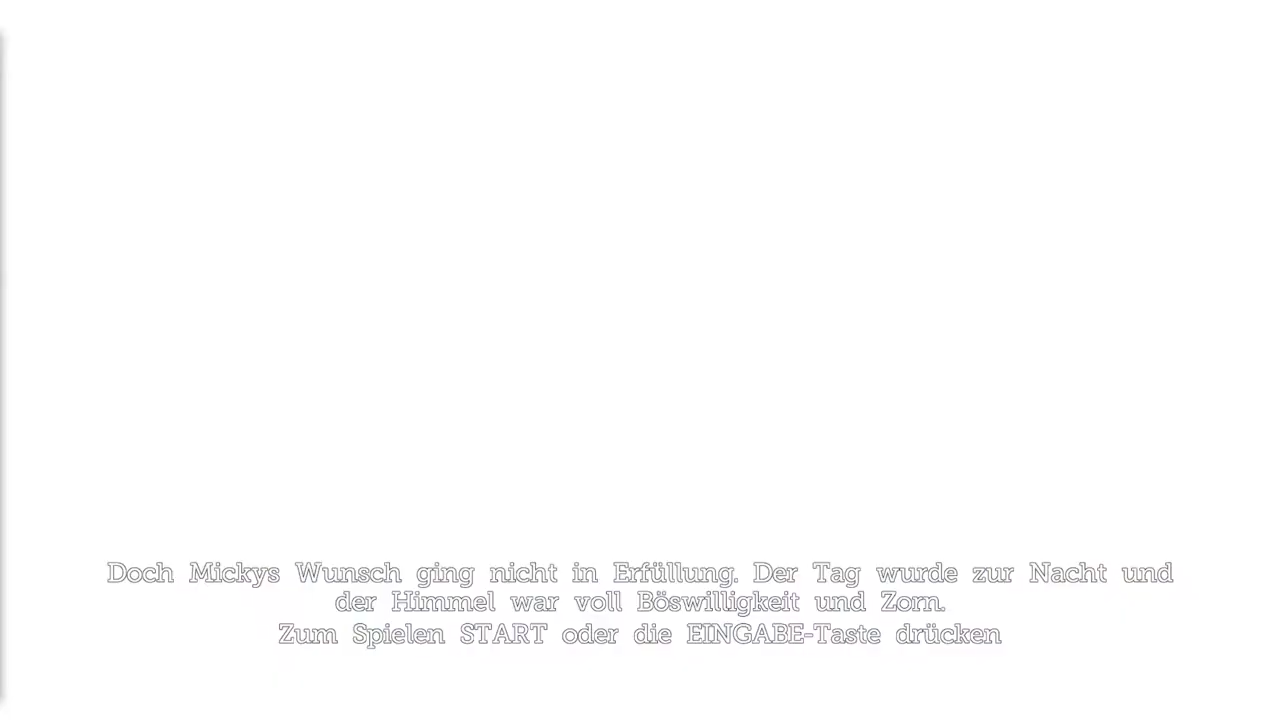 Doch Mickys Wunsch ging nicht in Erfüllung. Der Tag wurde zur Nacht und
der Himmel war voll Böswilligkeit und Zorn.
Zum Spielen START oder die EINGABE-Taste drücken